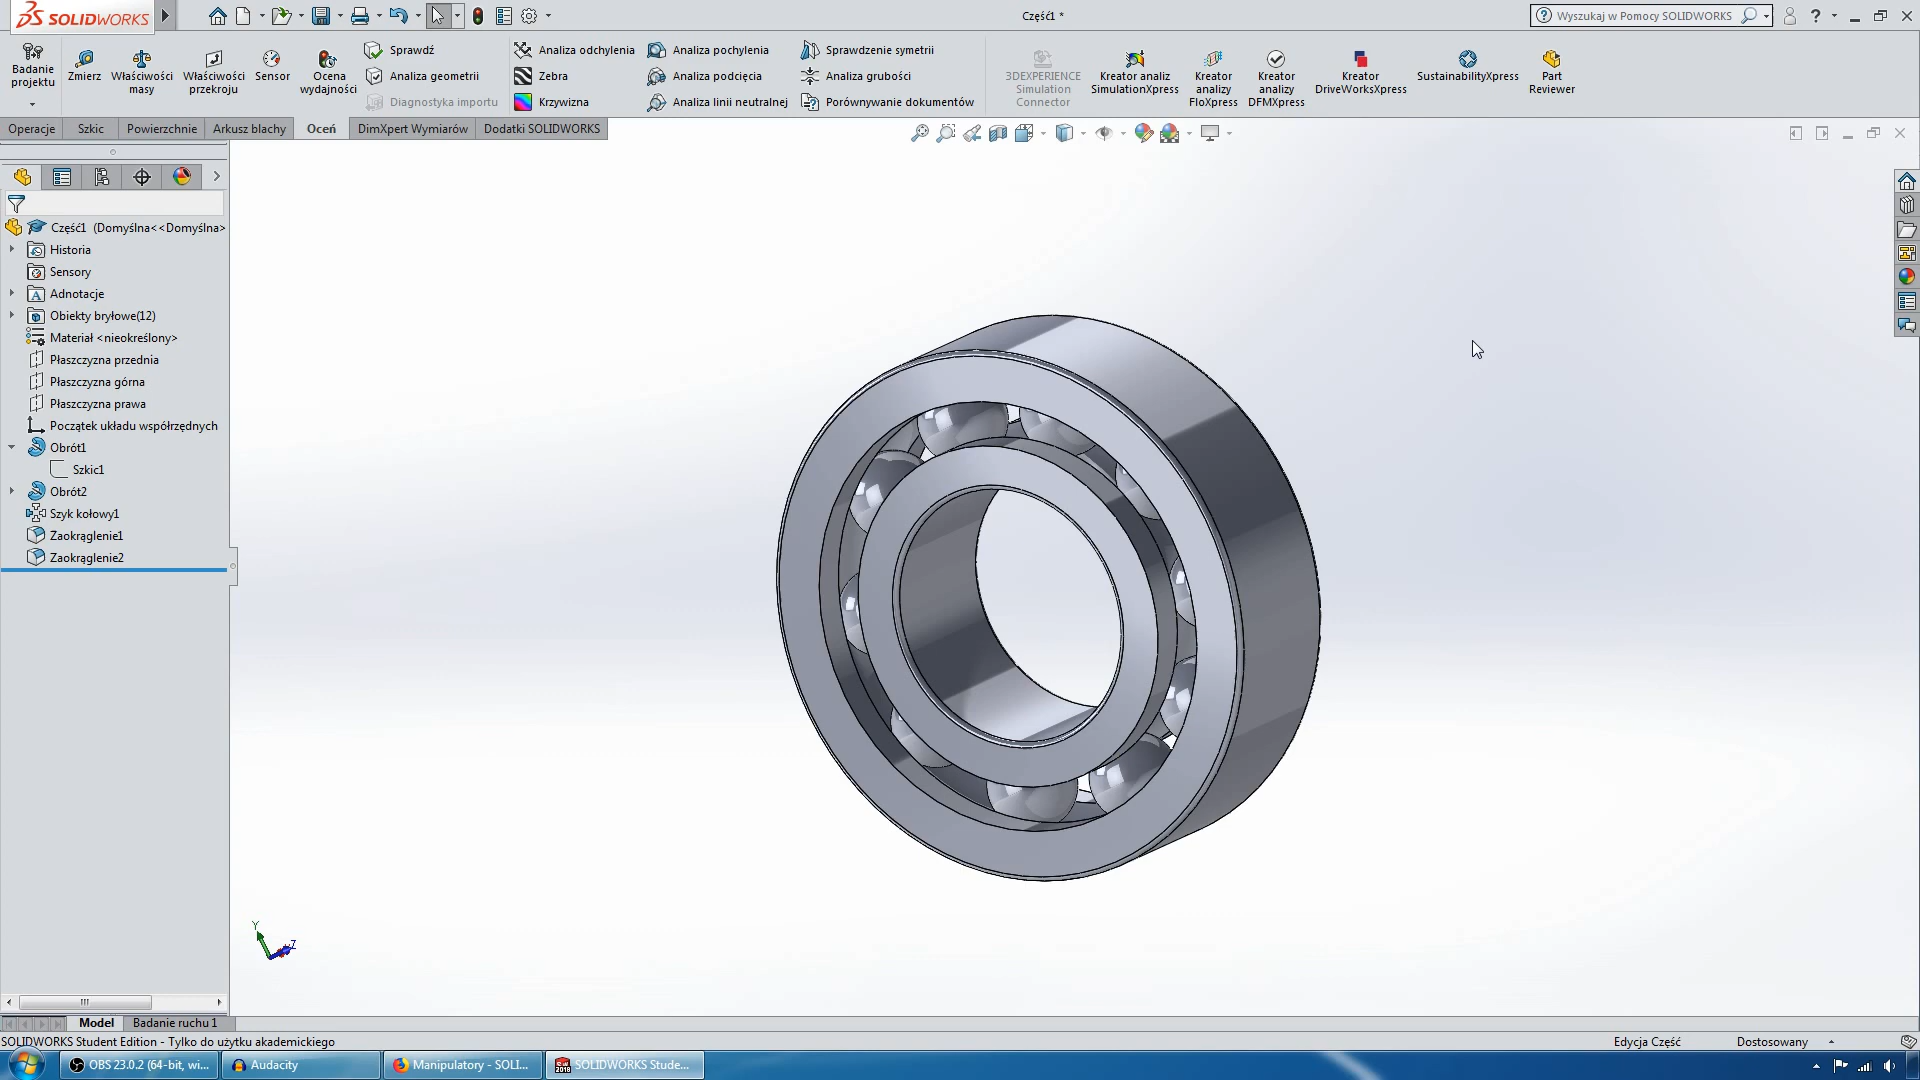 SOLIDWORKS
Część1 *
Wyszukaj w Pomocy SOLIDWORKS
Badanie projektu
Zmierz
Właściwości masy
Właściwości przekroju
Sensor
Ocena wydajności
Sprawdź
Analiza geometrii
Diagnostyka importu
Analiza odchylenia
Zebra
Krzywizna
Analiza pochylenia
Analiza podcięcia
Analiza linii neutralnej
Sprawdzenie symetrii
Analiza grubości
Porównywanie dokumentów
3DEXPERIENCE Simulation Connector
Kreator analiz SimulationXpress
Kreator analizy FloXpress
Kreator analizy DFMXpress
Kreator DriveWorksXpress
SustainabilityXpress
Part Reviewer
Operacje
Szkic
Powierzchnie
Arkusz blachy
Oceń
DimXpert Wymiarów
Dodatki SOLIDWORKS
Część1 (Domyślna<<Domyślna>
Historia
Sensory
Adnotacje
Obiekty bryłowe(12)
Materiał <nieokreślony>
Płaszczyzna przednia
Płaszczyzna górna
Płaszczyzna prawa
Początek układu współrzędnych
Obrót1
Szkic1
Obrót2
Szyk kołowy1
Zaokrąglenie1
Zaokrąglenie2
Y
Z
Model
Badanie ruchu 1
SOLIDWORKS Student Edition - Tylko do użytku akademickiego
Edycja Część
Dostosowany
OBS 23.0.2 (64-bit, wi...
Audacity
Manipulatory - SOLI...
SOLIDWORKS Stude...